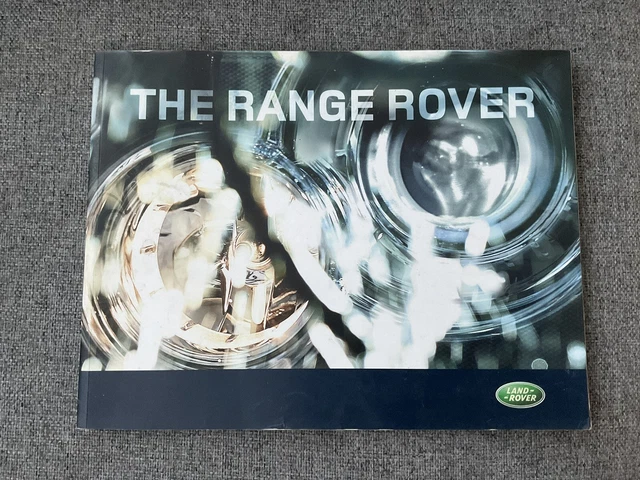 THE RANGE ROVER
LAND-
-ROVER